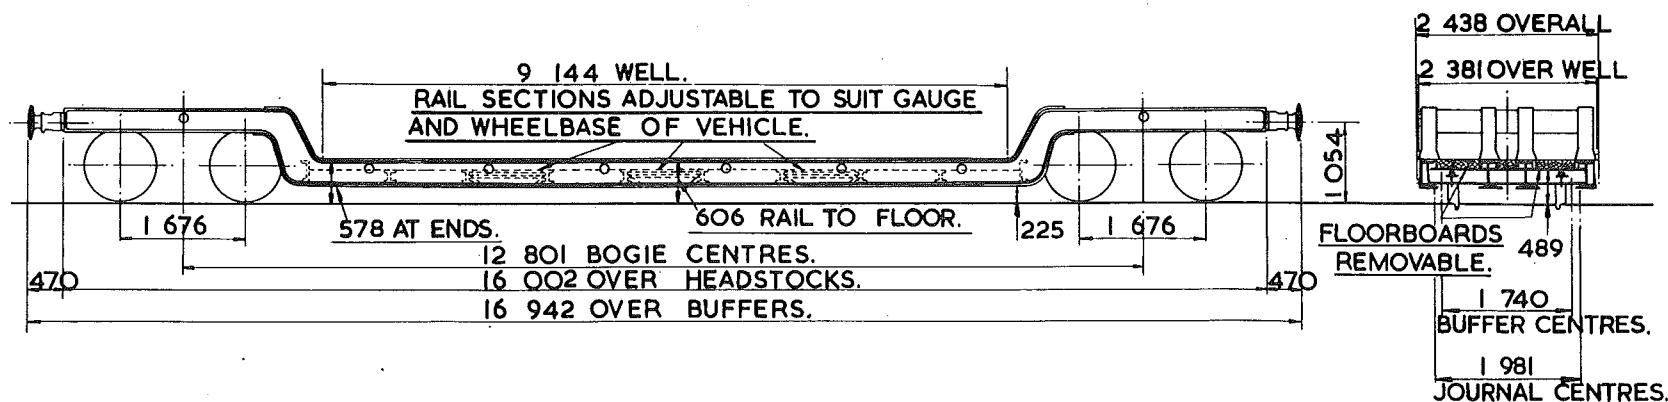 2 438 OVERALL
9 144 WELL.
2 381 OVER WELL
RAIL SECTIONS ADJUSTABLE TO SUIT GAUGE
AND WHEELBASE OF VEHICLE.
1 054
1 676
578 AT ENDS.
606 RAIL TO FLOOR.
225
1 676
FLOORBOARDS
REMOVABLE.
489
12 801 BOGIE CENTRES.
470
16 002 OVER HEADSTOCKS.
470
16 942 OVER BUFFERS.
1 740
BUFFER CENTRES.
1 981
JOURNAL CENTRES.